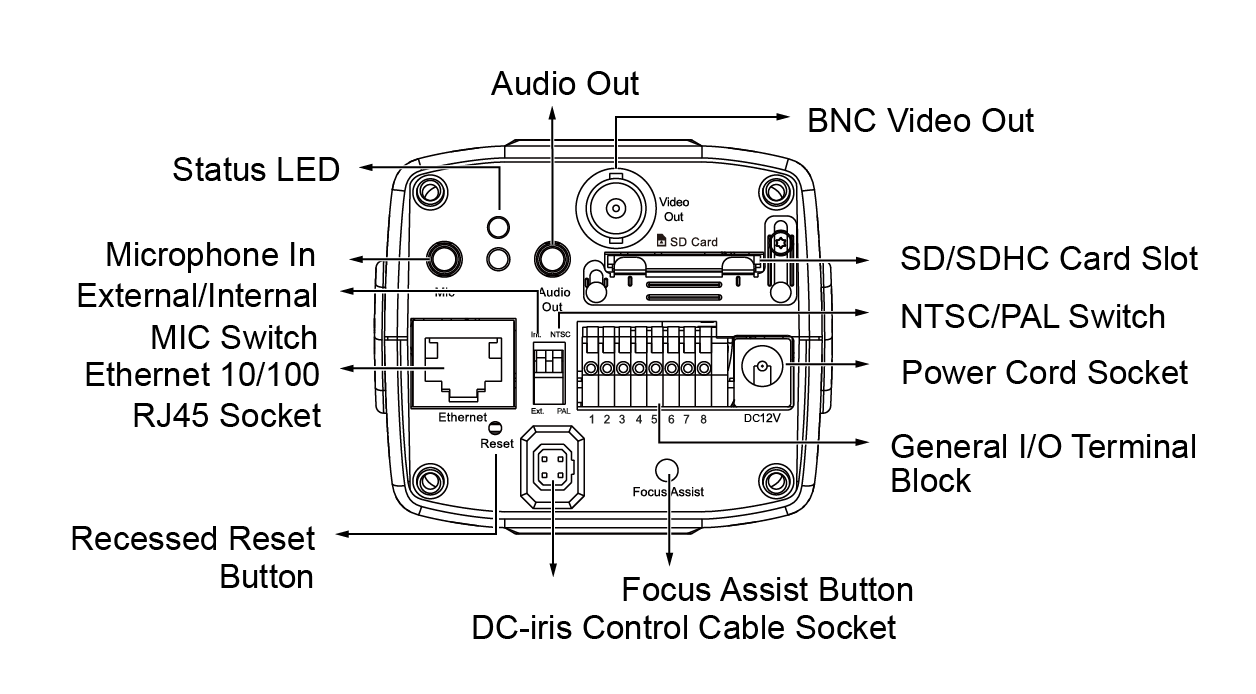 Audio Out
BNC Video Out
Status LED
Video
Out
SD Card
Microphone In
SD/SDHC Card Slot
Mic
Audio
Out
External/Internal
MIC Switch
NTSC/PAL Switch
Int. NTSC
Ethernet 10/100
RJ45 Socket
Power Cord Socket
Ethernet
Ext. PAL
1 2 3 4 5 6 7 8
DC12V
Reset
General I/O Terminal
Block
Focus Assist
Recessed Reset
Button
Focus Assist Button
DC-iris Control Cable Socket